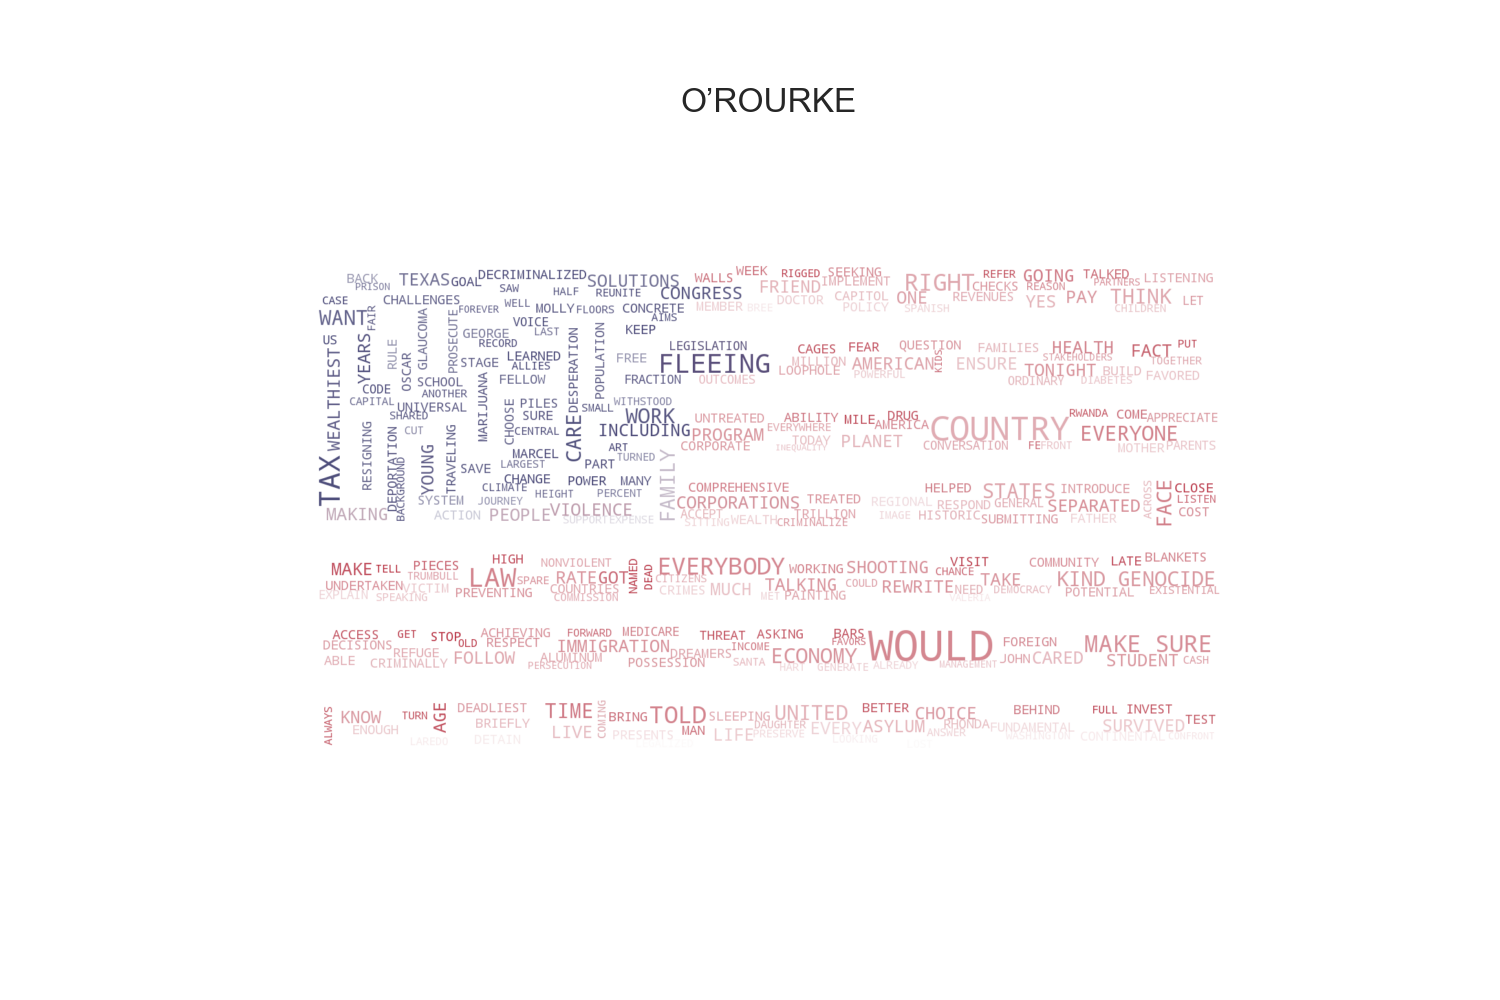 O’ROURKE
BACK PRISON TEXAS GOAL DECRIMINALIZED SOLUTIONS WALLS WEEK RIGGED SEEKING IMPLEMENT RIGHT REFER GOING TALKED PARTNERS LISTENING
CASE CHALLENGES FOREVER SAW WELL HALF REUNITE CONGRESS FRIEND CHECKS REASON
WANT FAIR MOLLY FLOORS CONCRETE AIMS MEMBER BREE DOCTOR CAPITOL POLICY ONE REVENUES SPANISH YES PAY THINK CHILDREN LET
US YEARS RULE GLAUCOMA PROSECUTE GEORGE VOICE LAST RECORD KEEP
WEALTHIEST OSCAR STAGE LEARNED ALLIES DESPERATION POPULATION FREE LEGISLATION FLEEING CAGES FEAR QUESTION FAMILIES HEALTH STAKEHOLDERS FACT PUT TOGETHER
CODE SCHOOL ANOTHER FELLOW FRACTION OUTCOMES MILLION LOOPHOLE AMERICAN POWERFUL KIDS ENSURE TONIGHT ORDINARY BUILD DIABETES FAVORED
CAPITAL UNIVERSAL SHARED MARIJUANA CHOOSE PILES SURE SMALL WITHSTOOD WORK UNTREATED ABILITY MILE DRUG AMERICA COUNTRY RWANDA COME APPRECIATE
RESIGNING DEPORTATION CUT TRAVELING CENTRAL CARE INCLUDING PROGRAM EVERYWHERE TODAY PLANET EVERYONE
YOUNG MARCEL ART TURNED FAMILY CORPORATE INEQUALITY CONVERSATION FE FRONT MOTHER PARENTS
TAX BACKGROUND SAVE LARGEST PART
CHANGE CLIMATE POWER MANY COMPREHENSIVE HELPED STATES INTRODUCE ACROSS FACE CLOSE
SYSTEM JOURNEY HEIGHT PERCENT CORPORATIONS TREATED REGIONAL RESPOND GENERAL SEPARATED LISTEN
MAKING ACTION PEOPLE VIOLENCE SUPPORT EXPENSE ACCEPT SITTING WEALTH TRILLION CRIMINALIZE IMAGE HISTORIC SUBMITTING FATHER COST
HIGH NONVIOLENT NAMED DEAD EVERYBODY WORKING SHOOTING VISIT COMMUNITY LATE BLANKETS
MAKE TELL PIECES TRUMBULL LAW SPARE RATE GOT CITIZENS TALKING COULD CHANCE TAKE KIND GENOCIDE
UNDERTAKEN VICTIM PREVENTING COUNTRIES CRIMES MUCH REWRITE NEED DEMOCRACY POTENTIAL EXISTENTIAL
EXPLAIN SPEAKING COMMISSION MET PAINTING VALERIA
ACCESS GET STOP ACHIEVING FORWARD MEDICARE THREAT ASKING BARS FAVORS WOULD FOREIGN MAKE SURE
DECISIONS REFUGE OLD RESPECT IMMIGRATION DREAMERS INCOME ECONOMY
ABLE CRIMINALLY FOLLOW ALUMINUM PERSECUTION POSSESSION SANTA HART GENERATE ALREADY MANAGEMENT JOHN CARED STUDENT CASH
ALWAYS KNOW TURN AGE DEADLIEST TIME COMING BRING TOLD SLEEPING UNITED BETTER CHOICE BEHIND FULL INVEST
ENOUGH BRIEFLY LIVE MAN DAUGHTER EVERY ASYLUM RHONDA FUNDAMENTAL SURVIVED TEST
LAREDO DETAIN PRESENTS LIFE PRESERVE LOOKING ANSWER WASHINGTON CONTINENTAL CONFRONT